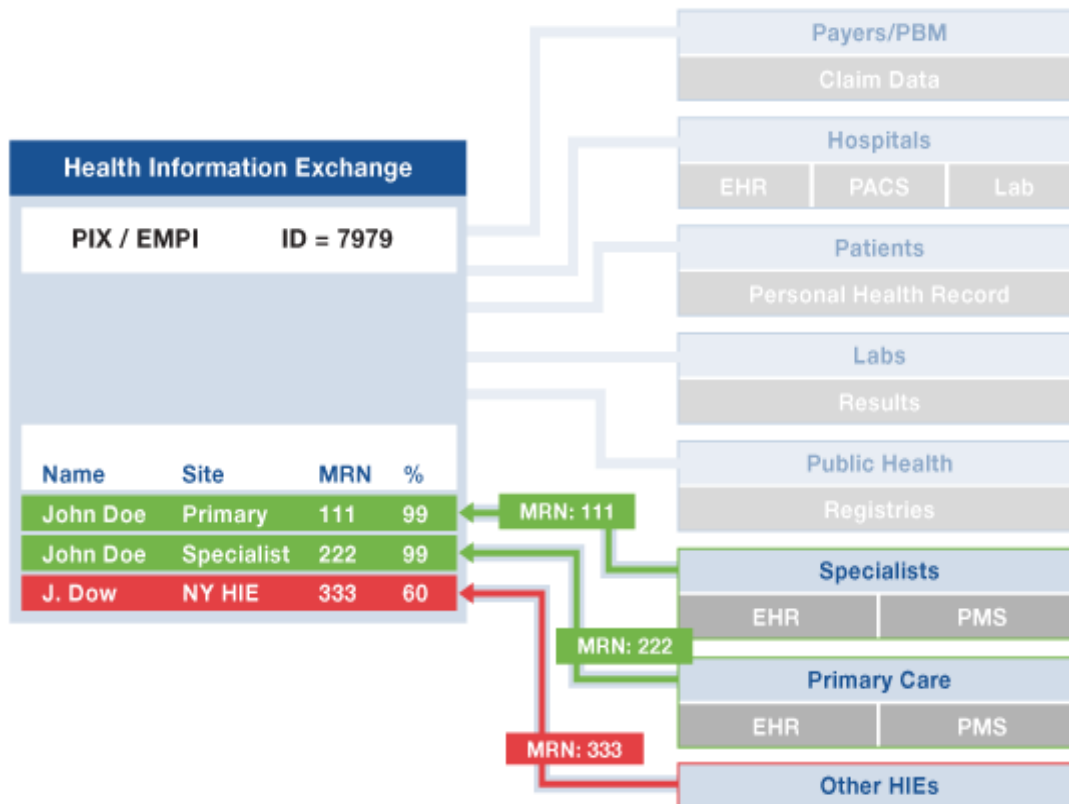 Payers/PBM
Claim Data
Hospitals
EHR PACS Lab
Patients
Personal Health Record
Labs
Results
Public Health
Registries
Specialists
EHR PMS
Primary Care
EHR PMS
Other HIEs
Health Information Exchange
PIX / EMPI ID = 7979
Name Site MRN %
John Doe Primary 111 99
John Doe Specialist 222 99
J. Dow NY HIE 333 60
MRN: 111
MRN: 222
MRN: 333